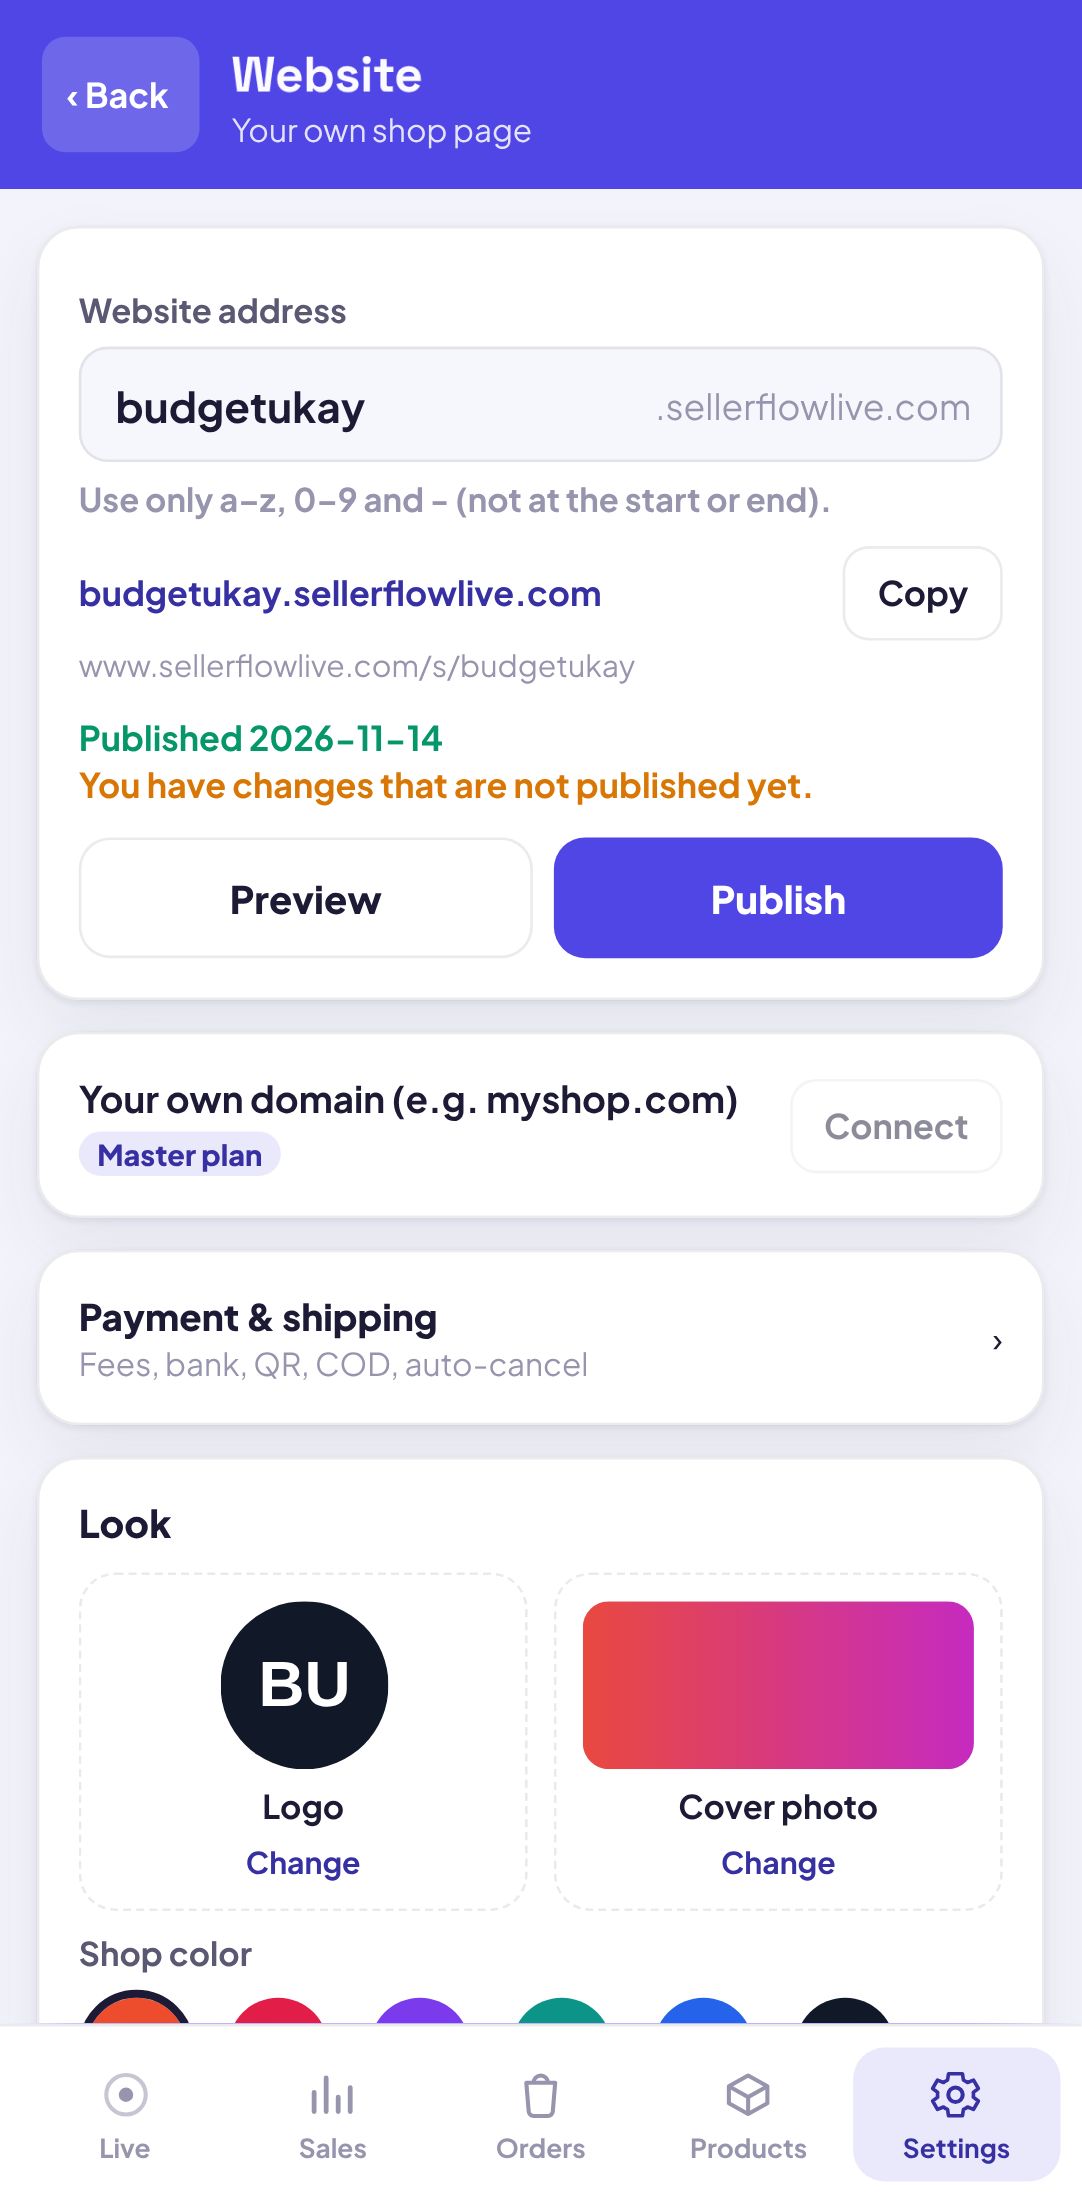 ‹ Back
Website
Your own shop page
Website address
budgetukay
.sellerflowlive.com
Use only a–z, 0–9 and - (not at the start or end).
budgetukay.sellerflowlive.com
Copy
www.sellerflowlive.com/s/budgetukay
Published 2026-11-14
You have changes that are not published yet.
Preview
Publish
Your own domain (e.g. myshop.com)
Master plan
Connect
Payment & shipping
Fees, bank, QR, COD, auto-cancel
›
Look
BU
Logo
Change
Cover photo
Change
Shop color
Live
Sales
Orders
Products
Settings